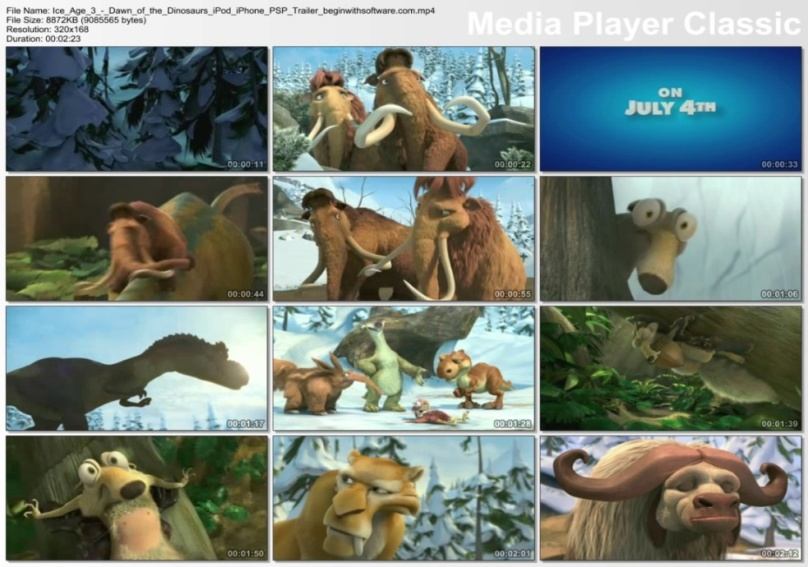 File Name: Ice_Age_3_-_Dawn_of_the_Dinosaurs_iPod_iPhone_PSP_Trailer_beginwithsoftware.com.mp4
File Size: 8872KB (9085565 bytes)
Resolution: 320x168
Duration: 00:02:23
Media Player Classic
00:00:11
00:00:22
ON
JULY 4TH
00:00:33
00:00:44
00:00:55
00:01:06
00:01:17
00:01:28
00:01:39
00:01:50
00:02:01
00:02:12